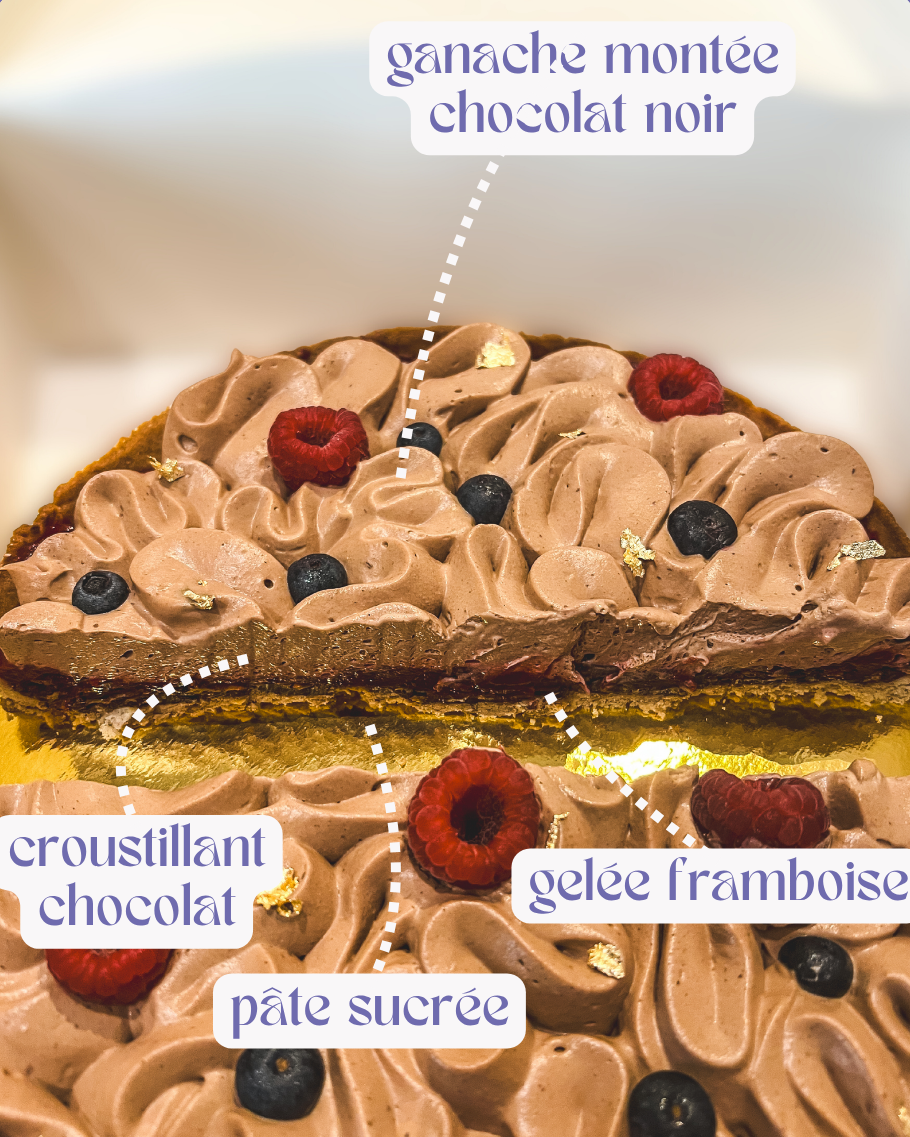 ganache montée
chocolat noir
croustillant
chocolat
gelée framboise
pâte sucrée